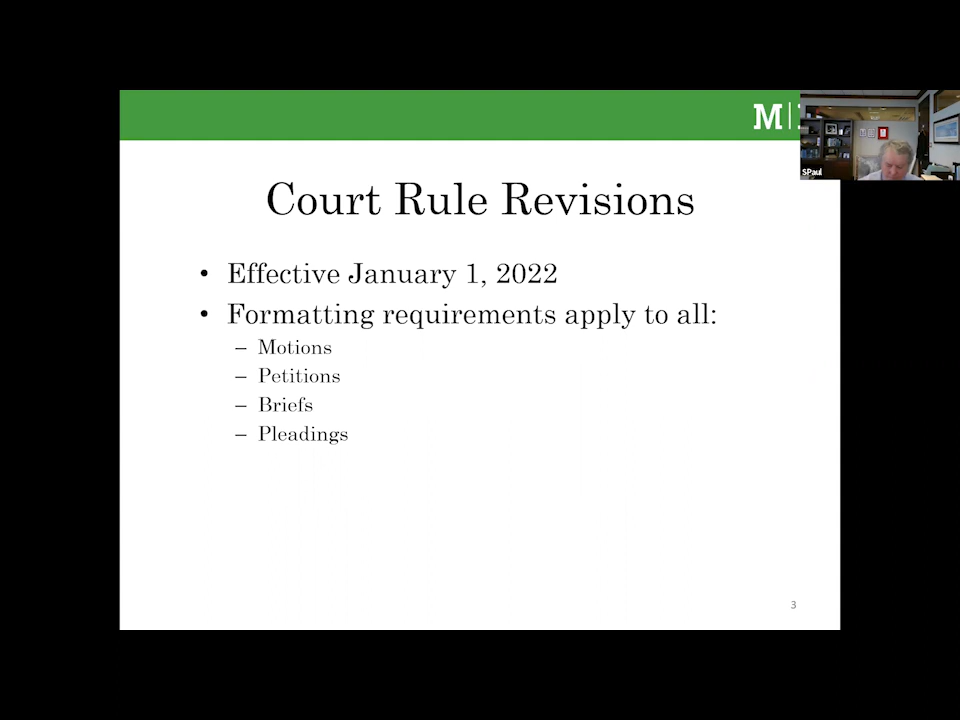 M
SPaul
Court Rule Revisions
• Effective January 1, 2022
• Formatting requirements apply to all:
– Motions
– Petitions
– Briefs
– Pleadings
3